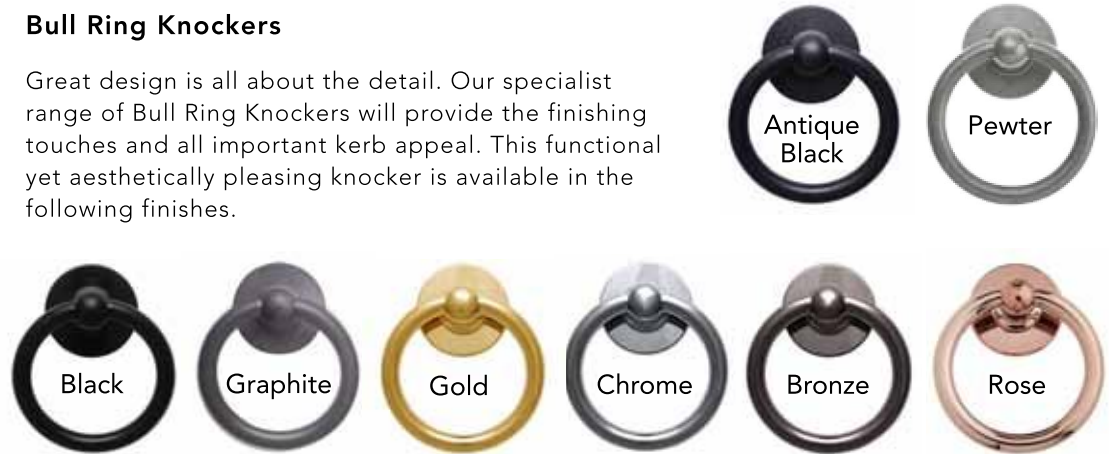 Bull Ring Knockers
Great design is all about the detail. Our specialist
range of Bull Ring Knockers will provide the finishing
touches and all important kerb appeal. This functional
yet aesthetically pleasing knocker is available in the
following finishes.
Antique
Black
Pewter
Black
Graphite
Gold
Chrome
Bronze
Rose